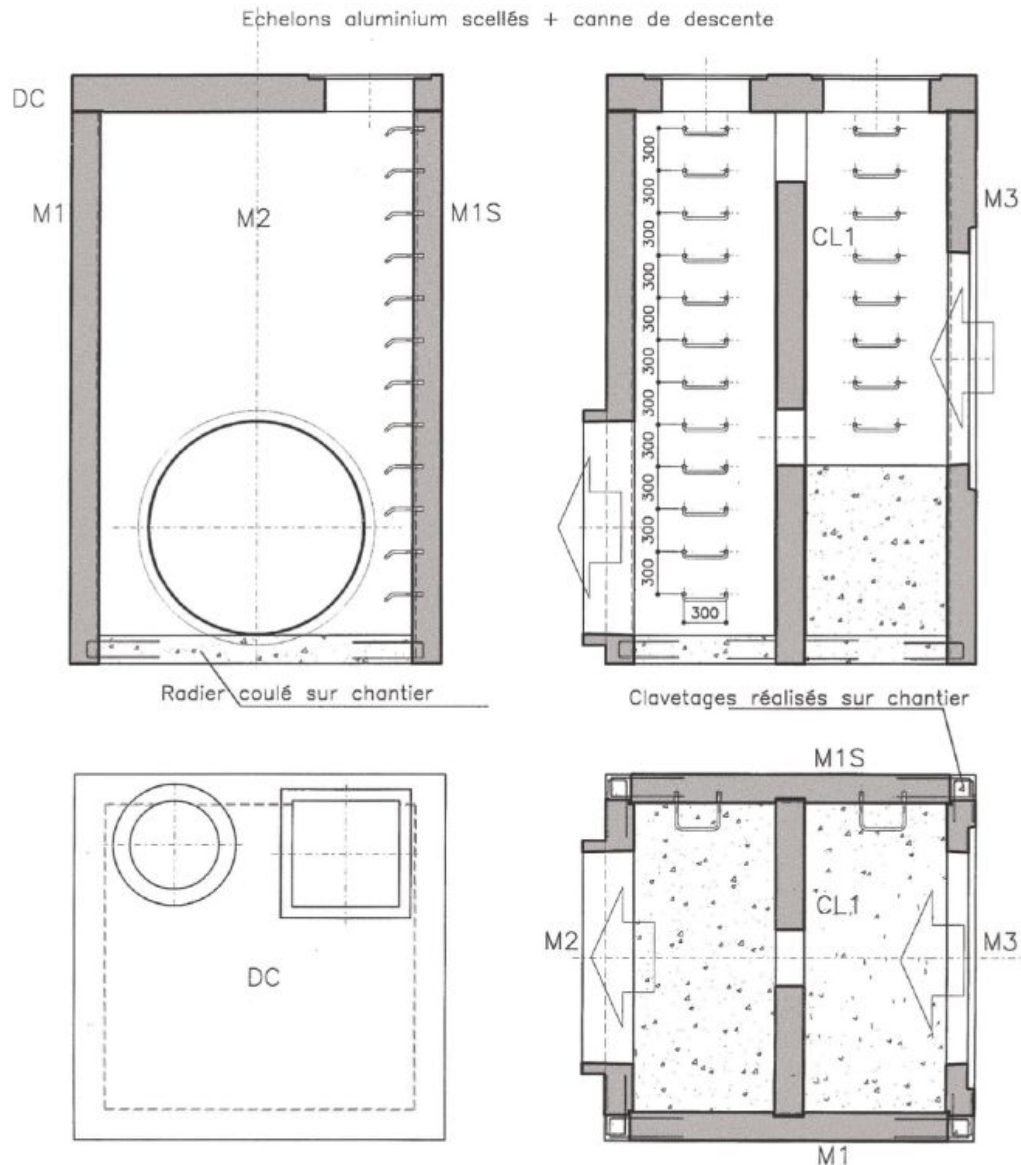 Echelons aluminium scellés + canne de descente
DC
M1
M2
M1S
300
300
300
300
300
300
300
300
300
300
300
300
CL1
M3
Radier coulé sur chantier
Clavetages réalisés sur chantier
DC
M1S
M2
CL1
M3
M1